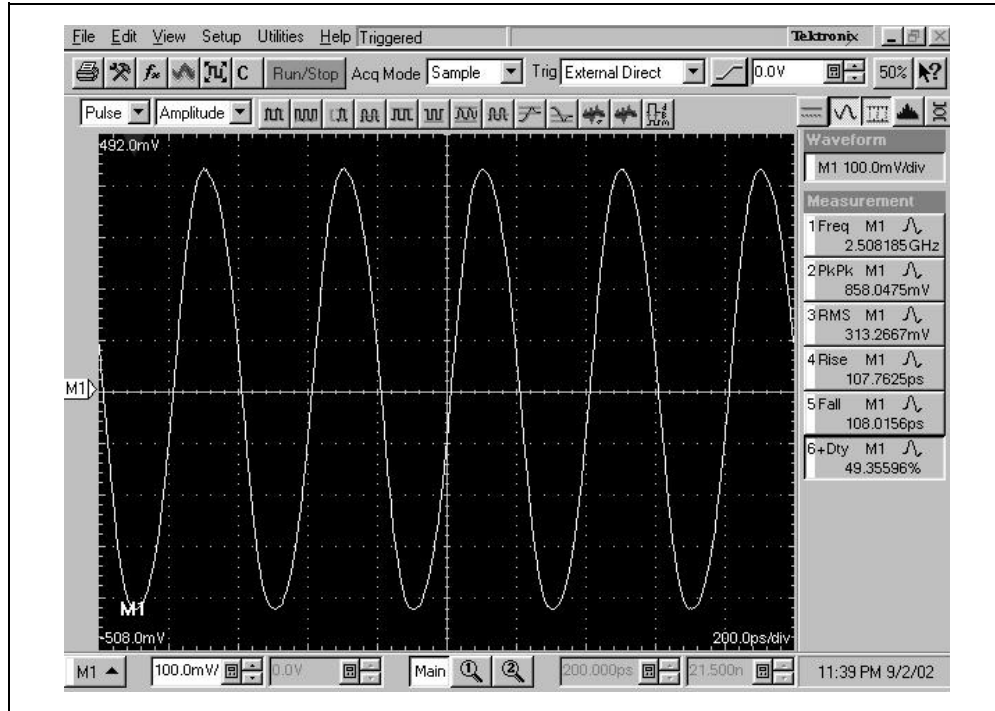 File Edit View Setup Utilities Help Triggered Tektronix
C Run/Stop Acq Mode Sample Trig External Direct 0.0V 50%
Pulse Amplitude
492.0mV
Waveform
M1 100.0mV/div
Measurement
1 Freq M1
2.508185GHz
2 PkPk M1
858.0475mV
3 RMS M1
313.2667mV
4 Rise M1
107.7625ps
M1
5 Fall M1
108.0156ps
6 +Dty M1
49.35596%
M1
-508.0mV 200.0ps/div
M1 100.0mV/ 0.0V Main 1 2 200.000ps 21.500n 11:39 PM 9/2/02